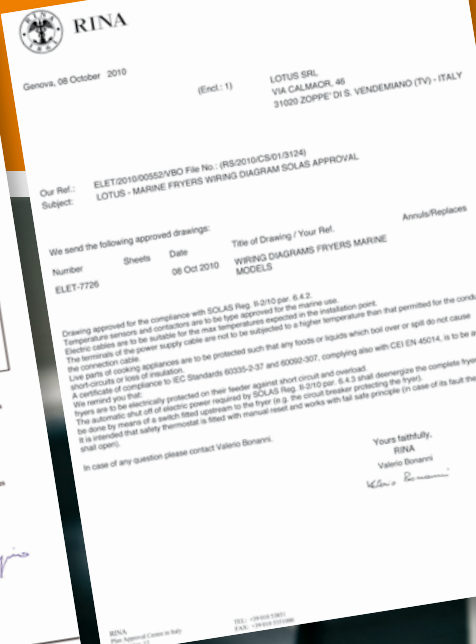 RINA
RINA
1861
Genova, 08 October 2010
(Encl.: 1)
LOTUS SRL
VIA CALMAOR, 46
31020 ZOPPE' DI S. VENDEMIANO (TV) - ITALY
Our Ref.: ELET/2010/00552/VBO File No.: (RS/2010/CS/01/3124)
Subject: LOTUS - MARINE FRYERS WIRING DIAGRAM SOLAS APPROVAL
We send the following approved drawings:
Number Sheets Date Title of Drawing / Your Ref. Annuls/Replaces
ELET-7726 08 Oct 2010 WIRING DIAGRAMS FRYERS MARINE
MODELS
Drawing approved for the compliance with SOLAS Reg. II-2/10 par. 6.4.2.
Temperature sensors and contactors are to be type approved for the marine use.
Electric cables are to be suitable for the max temperatures expected in the installation point.
The terminals of the power supply cable are not to be subjected to a higher temperature than that permitted for the
the connection cable.
Live parts of cooking appliances are to be protected such that any foods or liquids which boil over or spill do not cause
short-circuits or loss of insulation.
A certificate of compliance to IEC Standards 60335-2-37 and 60092-307, complying also with CEI EN 45014, is to be
We remind you that:
fryers are to be electrically protected on their feeder against short circuit and overload.
The automatic shut off of electric power required by SOLAS Reg. II-2/10 par. 6.4.3 shall deenergize the complete
be done by means of a switch fitted upstream to the fryer (e.g. the circuit breaker protecting the fryer).
It is intended that safety thermostat is fitted with manual reset and works with fail safe principle (in case of its fault
shall open).
In case of any question please contact Valerio Bonanni.
Yours faithfully,
RINA
Valerio Bonanni
Valerio Bonanni
RINA
Plan Approval Centre in Italy
TEL:
FAX: